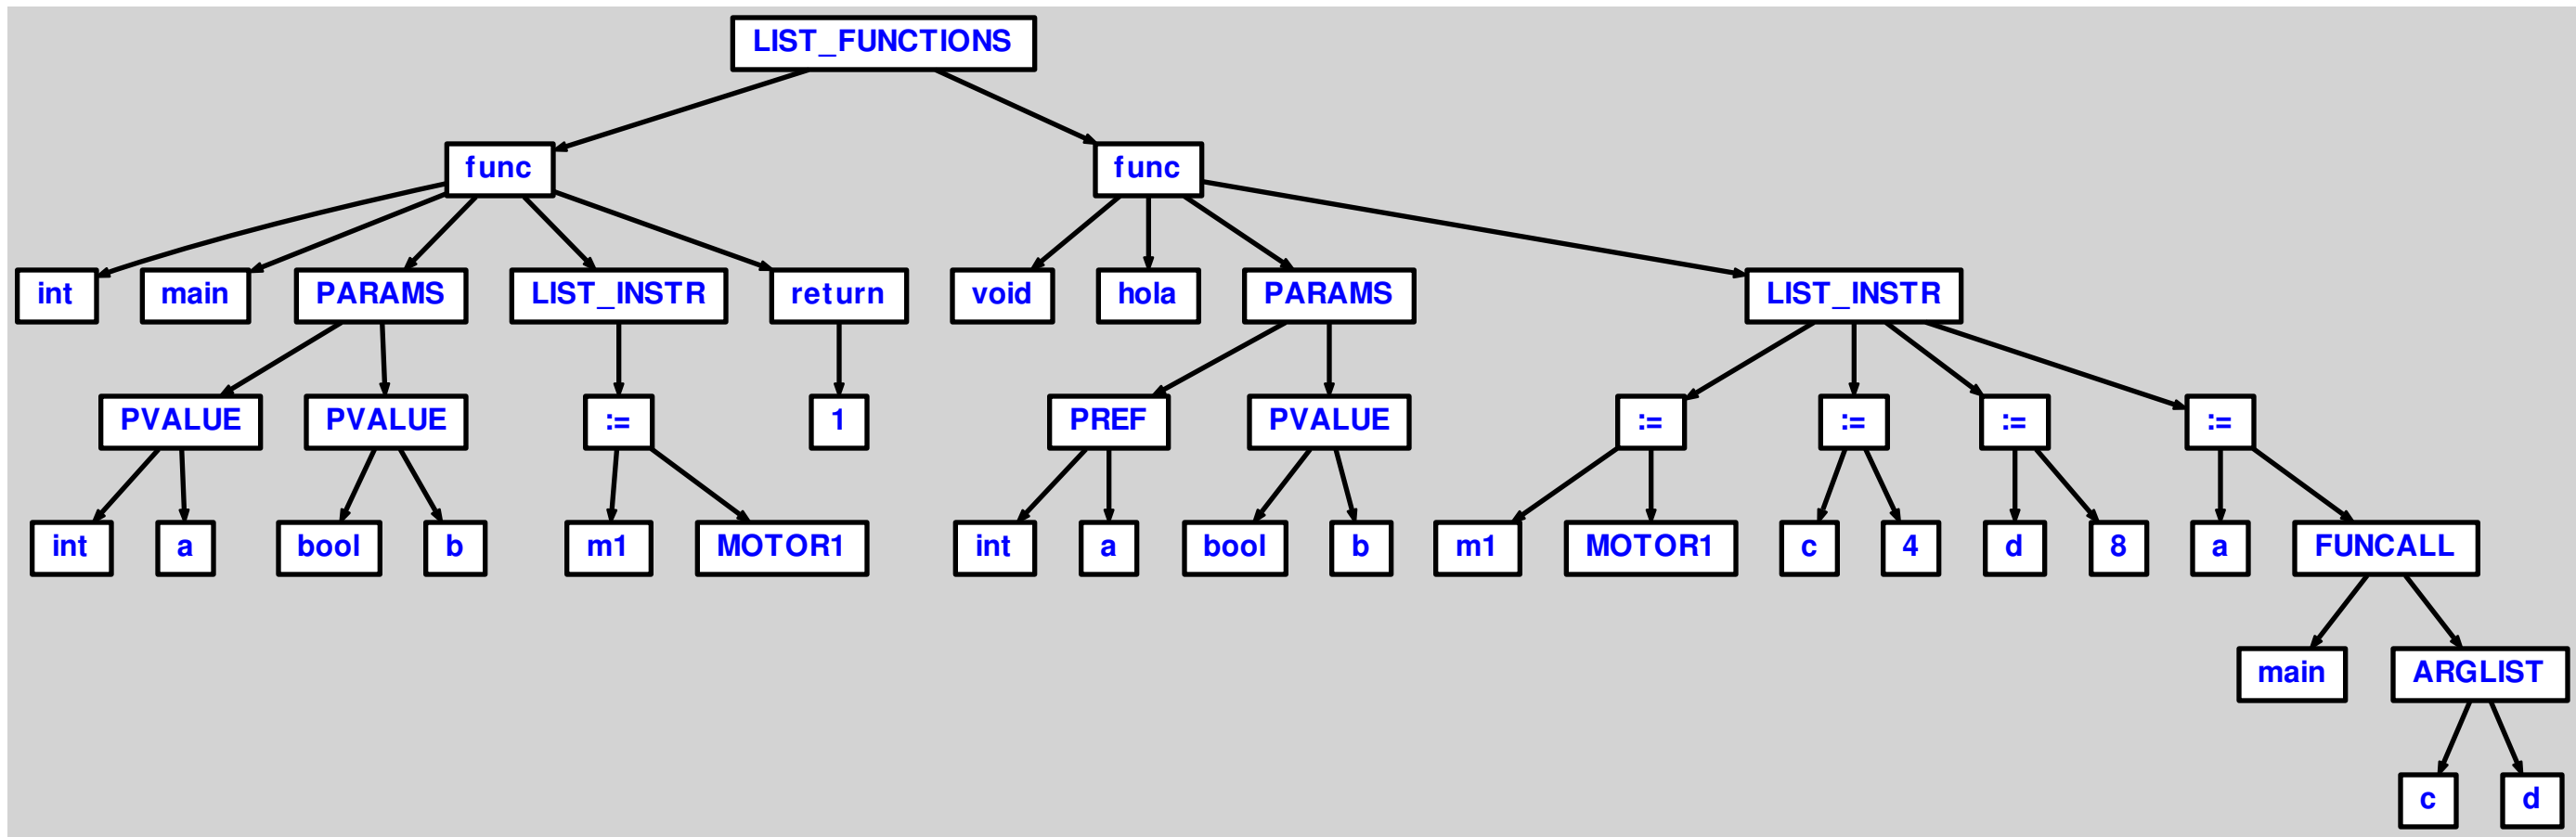 LIST_FUNCTIONS
func func
int main PARAMS LIST_INSTR return void hola PARAMS LIST_INSTR
PVALUE PVALUE := 1 PREF PVALUE := := := :=
int a bool b m1 MOTOR1 int a bool b m1 MOTOR1 c 4 d 8 a FUNCALL
main ARGLIST
c d